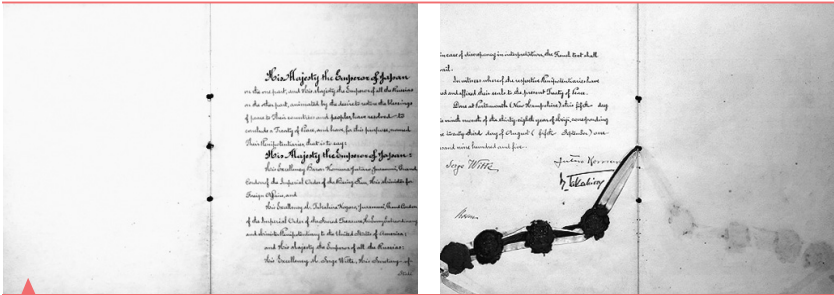 His Majesty the Emperor of Japan
on the one part, and His Majesty the Emperor of all the Russias
on the other part, animated by the desire to restore the blessings
of peace to Their countries and peoples, have resolved to
conclude a Treaty of Peace, and have, for this purpose, named
Their Plenipotentiaries, that is to say:
His Majesty the Emperor of Japan:
His Excellency Baron Komura Jutaro, Jusammi, Grand
Cordon of the Imperial Order of the Rising Sun, His Minister for
Foreign Affairs, and
His Excellency M. Takahira Kogoro, Jusammi, Grand Cordon
of the Imperial Order of the Sacred Treasure, His Envoy Extraordinary
and Minister Plenipotentiary to the United States of America;
and His Majesty the Emperor of all the Russias:
His Excellency M. Serge Witte, His Secretary of
State
in case of discrepancy in interpretation, the French text shall
In witness whereof the respective Plenipotentiaries have
ed and affixed their seals to the present Treaty of Peace.
Done at Portsmouth (New Hampshire) this fifth day
ninth month of the thirty eighth year of Meiji, corresponding
twenty third day of August (fifth September) one
nine hundred and five.
Serge Witte
Jutaro Komura
K. Takahira
Rosen